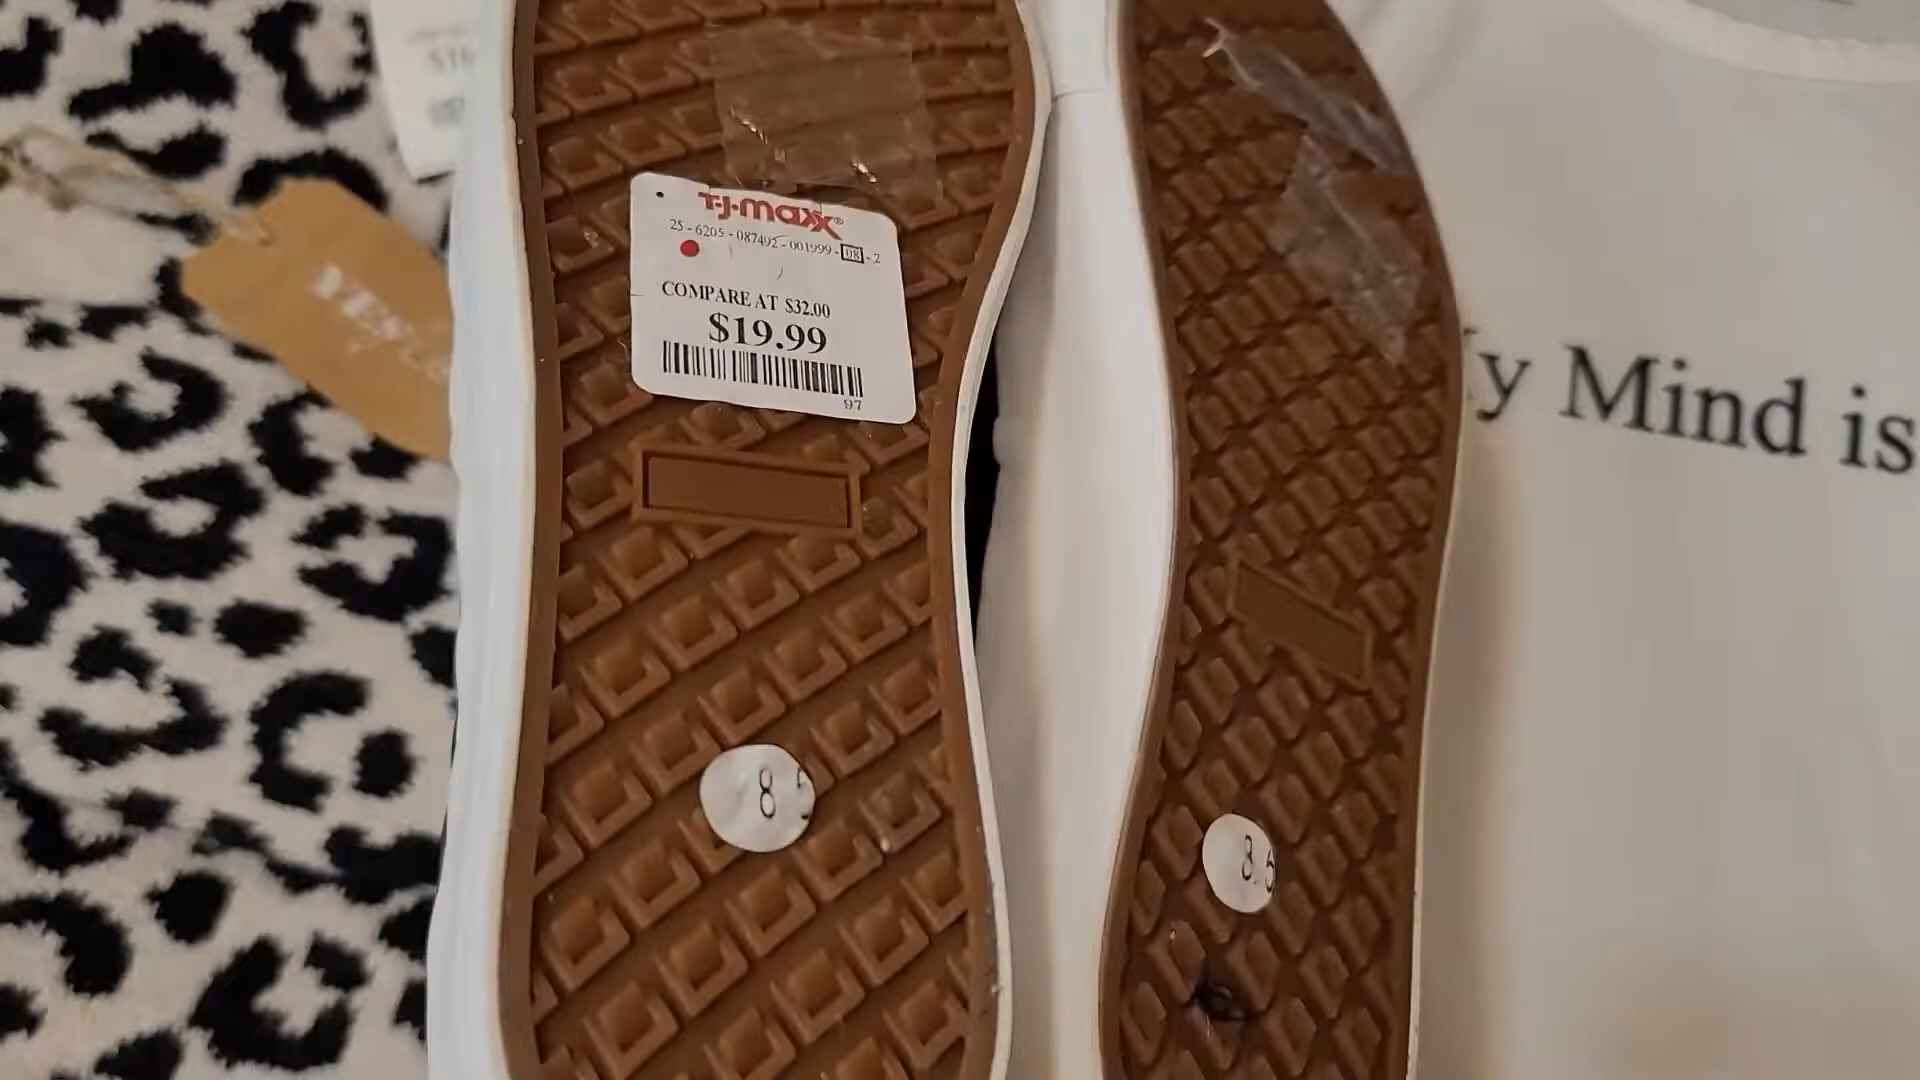 T•J•maxx®
25 - 6205 - 087492 - 001999 - 08 - 2
COMPARE AT $32.00
$19.99
97
y Mind is
8
8.5